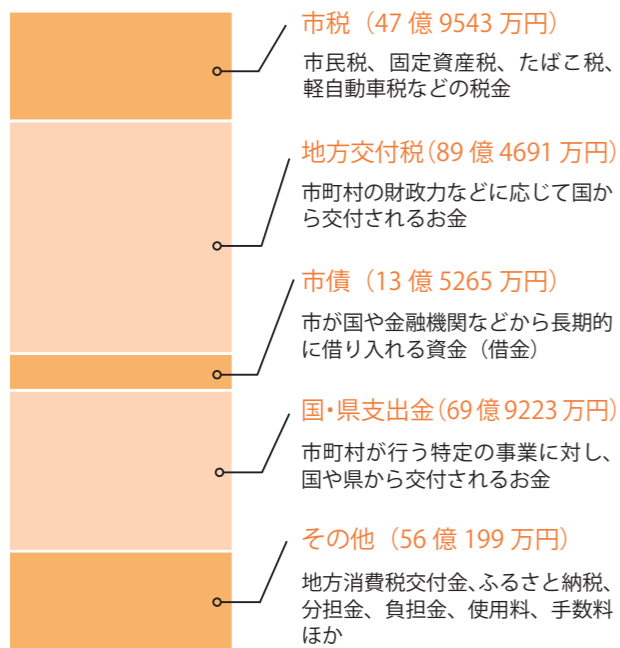 市税（47 億 9543 万円）
市民税、固定資産税、たばこ税、
軽自動車税などの税金
地方交付税（89 億 4691 万円）
市町村の財政力などに応じて国か
ら交付されるお金
市債（13 億 5265 万円）
市が国や金融機関などから長期的
に借り入れる資金（借金）
国・県支出金（69 億 9223 万円）
市町村が行う特定の事業に対し、
国や県から交付されるお金
その他（56 億 199 万円）
地方消費税交付金、ふるさと納税、
分担金、負担金、使用料、手数料
ほか